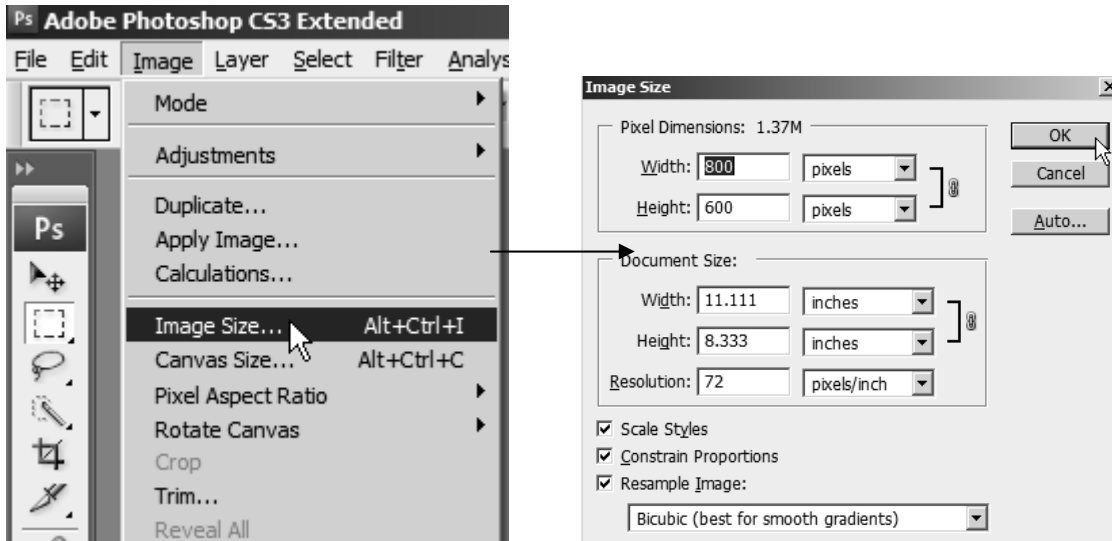 Ps Adobe Photoshop CS3 Extended
File Edit Image Layer Select Filter Analys
Mode
Adjustments
Duplicate...
Apply Image...
Calculations...
Image Size... Alt+Ctrl+I
Canvas Size... Alt+Ctrl+C
Pixel Aspect Ratio
Rotate Canvas
Crop
Trim...
Reveal All
Ps
Image Size
Pixel Dimensions: 1.37M
Width: 800 pixels
Height: 600 pixels
Document Size:
Width: 11.111 inches
Height: 8.333 inches
Resolution: 72 pixels/inch
Scale Styles
Constrain Proportions
Resample Image:
Bicubic (best for smooth gradients)
OK
Cancel
Auto...